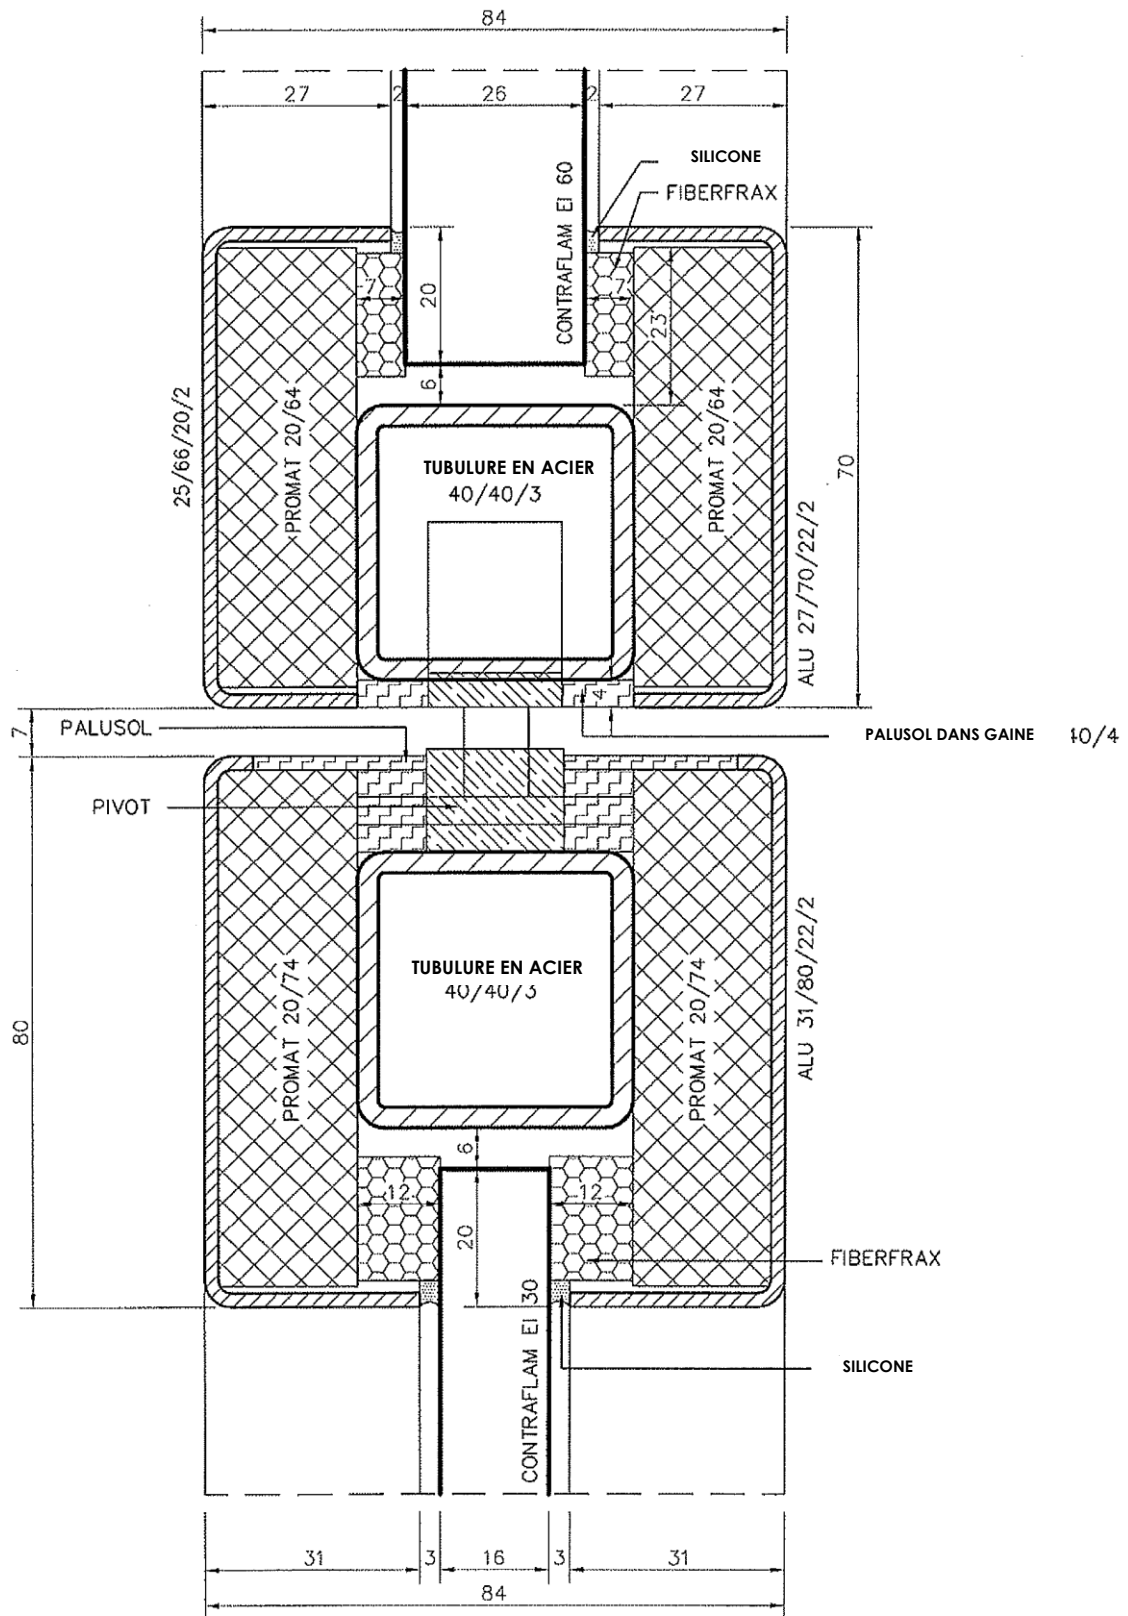 84
27
2
26
2
27
SILICONE
FIBERFRAX
CONTRAFLAM EI 60
7
20
7
23
6
25/66/20/2
PROMAT 20/64
TUBULURE EN ACIER
40/40/3
PROMAT 20/64
70
ALU 27/70/22/2
4
7
PALUSOL
PALUSOL DANS GAINE 40/4
PIVOT
80
PROMAT 20/74
TUBULURE EN ACIER
40/40/3
PROMAT 20/74
ALU 31/80/22/2
6
12
20
12
FIBERFRAX
CONTRAFLAM EI 30
SILICONE
31
3
16
3
31
84